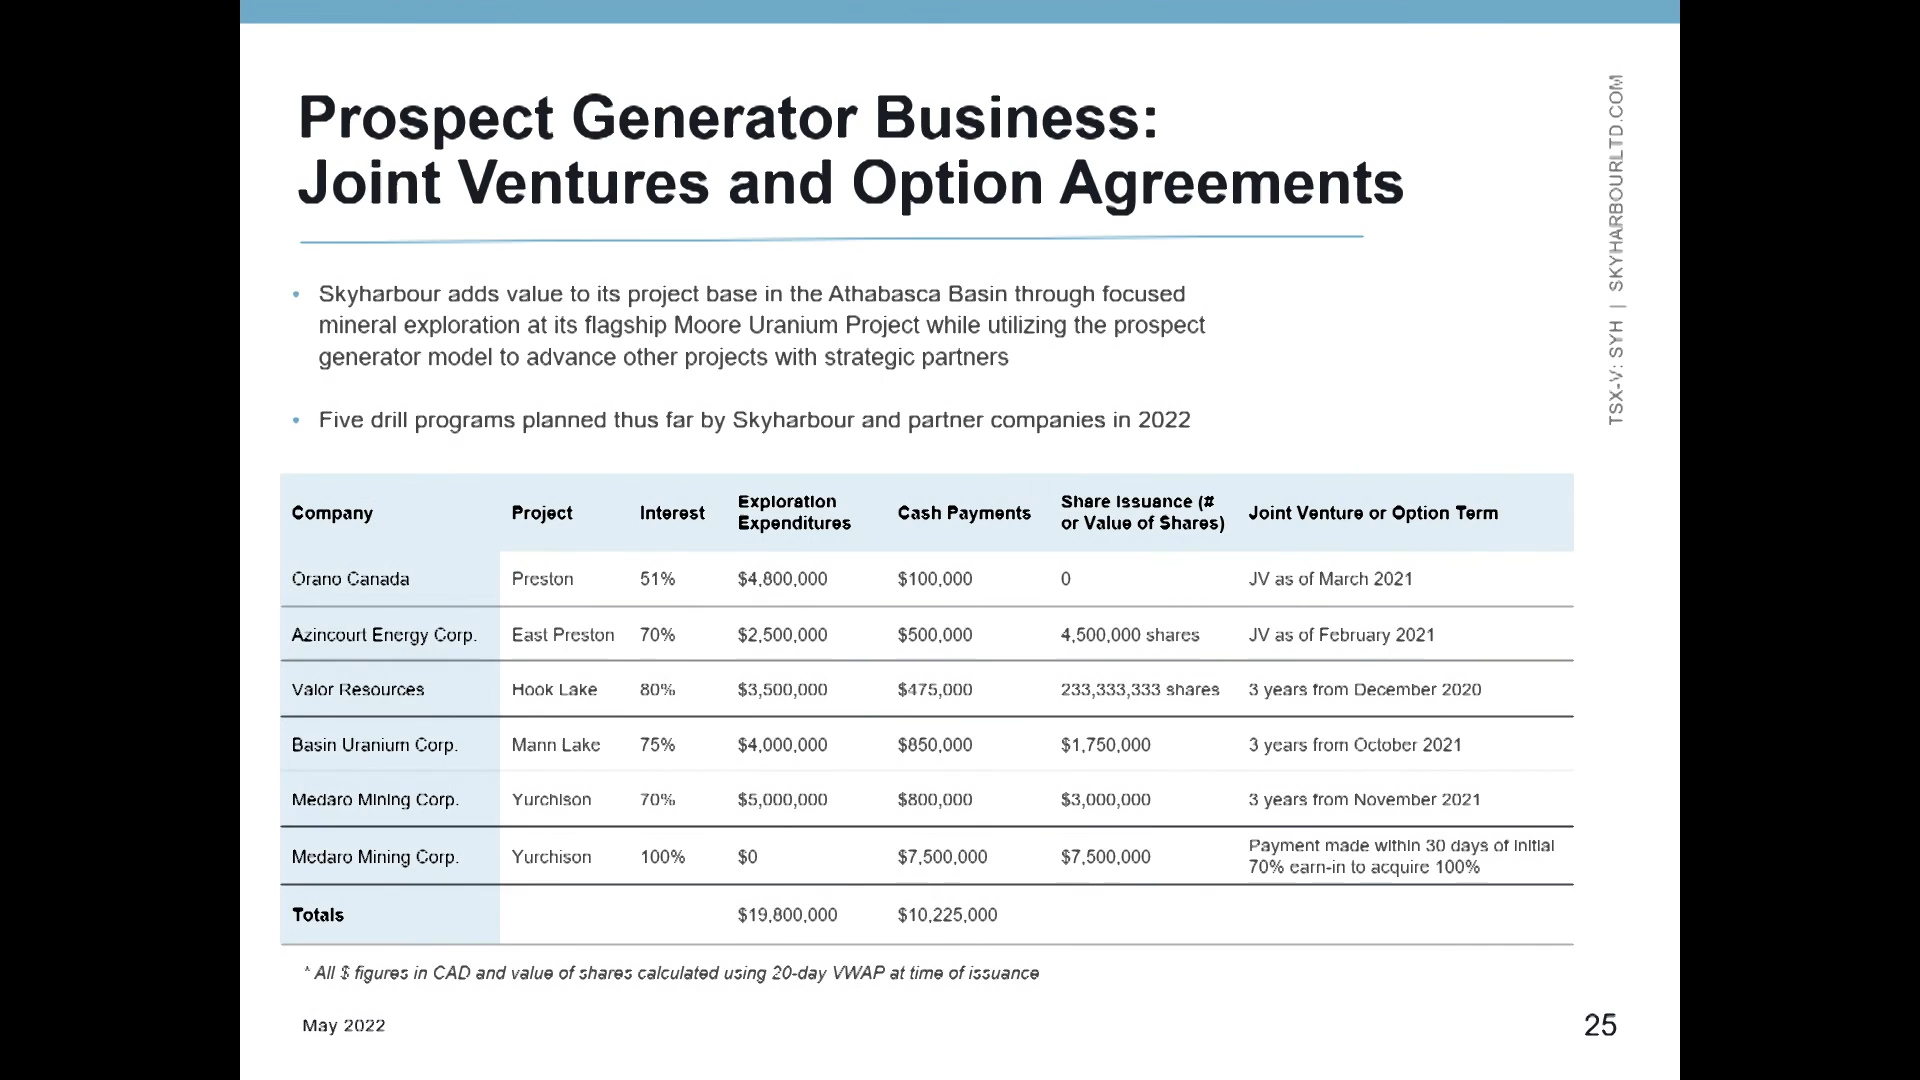 Prospect Generator Business:
Joint Ventures and Option Agreements
TSX-V: SYH | SKYHARBOURLTD.COM
• Skyharbour adds value to its project base in the Athabasca Basin through focused
mineral exploration at its flagship Moore Uranium Project while utilizing the prospect
generator model to advance other projects with strategic partners
• Five drill programs planned thus far by Skyharbour and partner companies in 2022
Company Project Interest Exploration Expenditures Cash Payments Share Issuance (# or Value of Shares) Joint Venture or Option Term
Orano Canada Preston 51% $4,800,000 $100,000 0 JV as of March 2021
Azincourt Energy Corp. East Preston 70% $2,500,000 $500,000 4,500,000 shares JV as of February 2021
Valor Resources Hook Lake 80% $3,500,000 $475,000 233,333,333 shares 3 years from December 2020
Basin Uranium Corp. Mann Lake 75% $4,000,000 $850,000 $1,750,000 3 years from October 2021
Medaro Mining Corp. Yurchison 70% $5,000,000 $800,000 $3,000,000 3 years from November 2021
Medaro Mining Corp. Yurchison 100% $0 $7,500,000 $7,500,000 Payment made within 30 days of initial 70% earn-in to acquire 100%
Totals $19,800,000 $10,225,000
* All $ figures in CAD and value of shares calculated using 20-day VWAP at time of issuance
May 2022
25